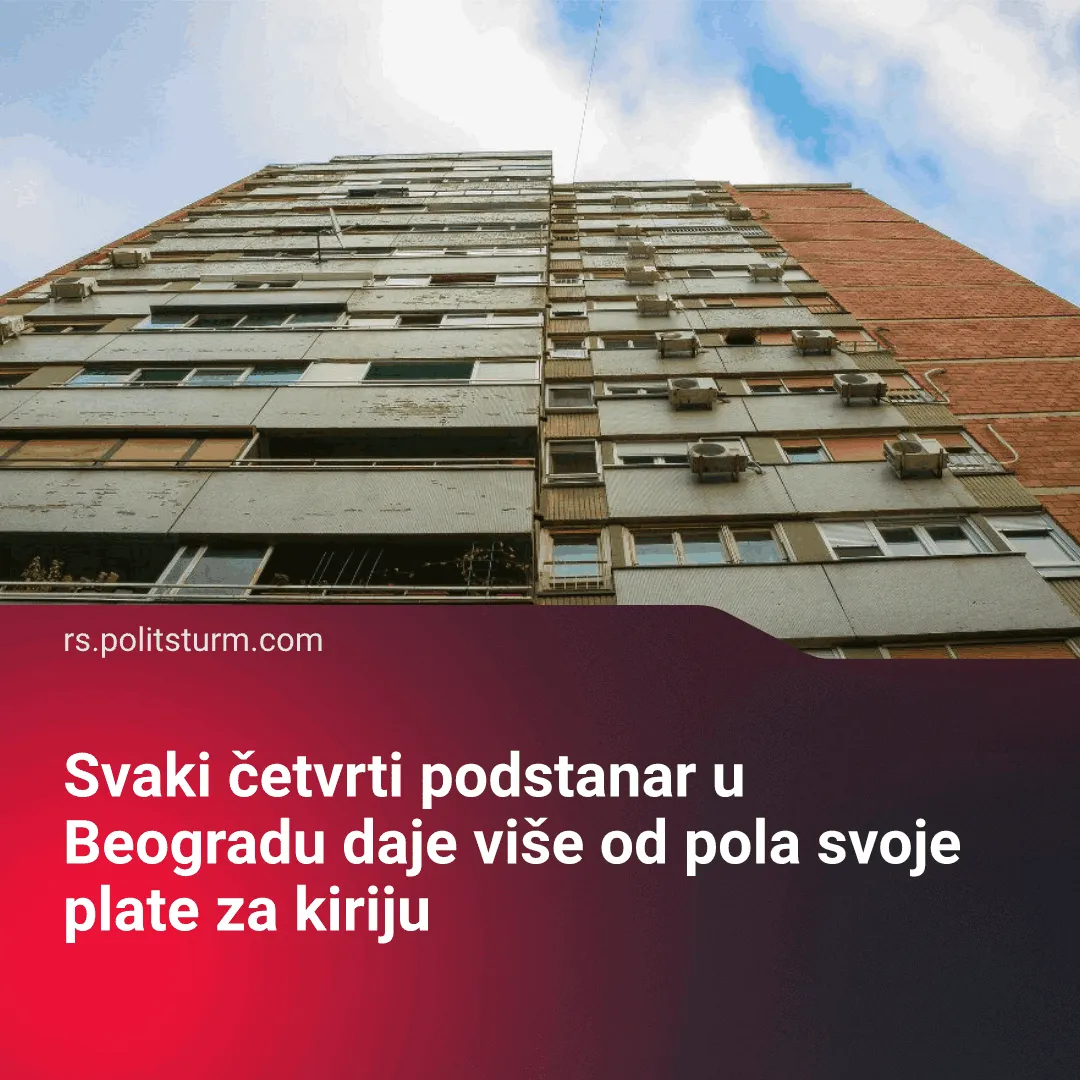 rs.politsturm.com
Svaki četvrti podstanar u
Beogradu daje više od pola svoje
plate za kiriju